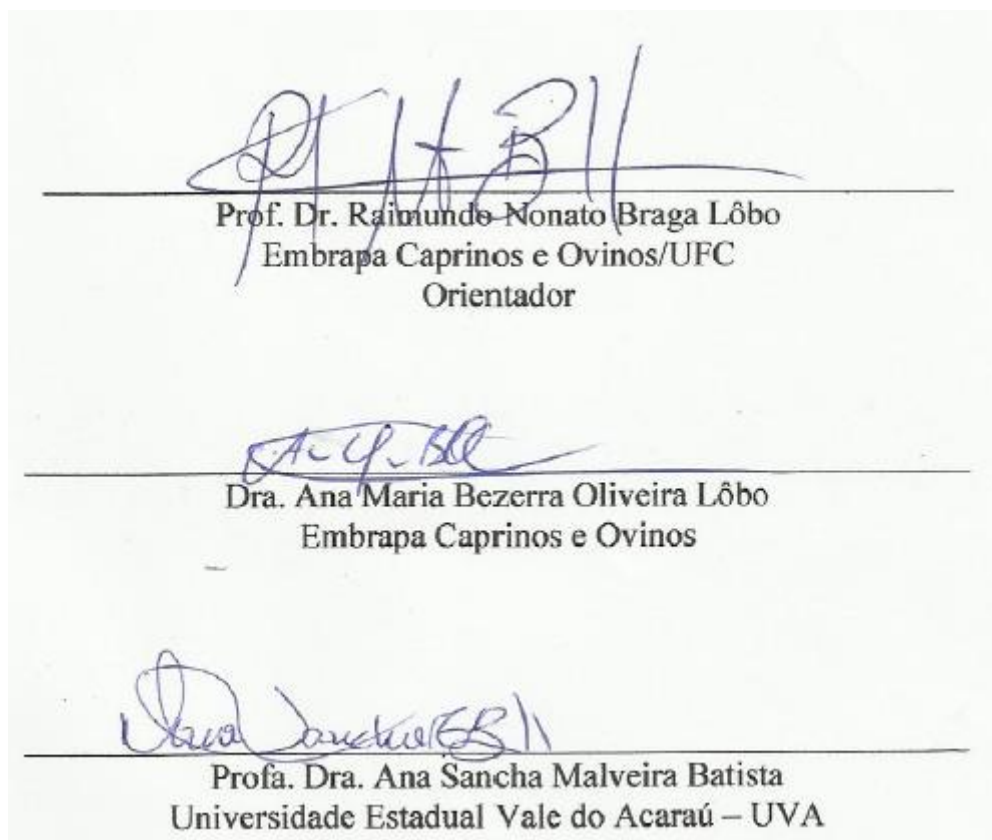 Prof. Dr. Raimundo Nonato Braga Lôbo
Embrapa Caprinos e Ovinos/UFC
Orientador
Dra. Ana Maria Bezerra Oliveira Lôbo
Embrapa Caprinos e Ovinos
Profa. Dra. Ana Sancha Malveira Batista
Universidade Estadual Vale do Acaraú – UVA